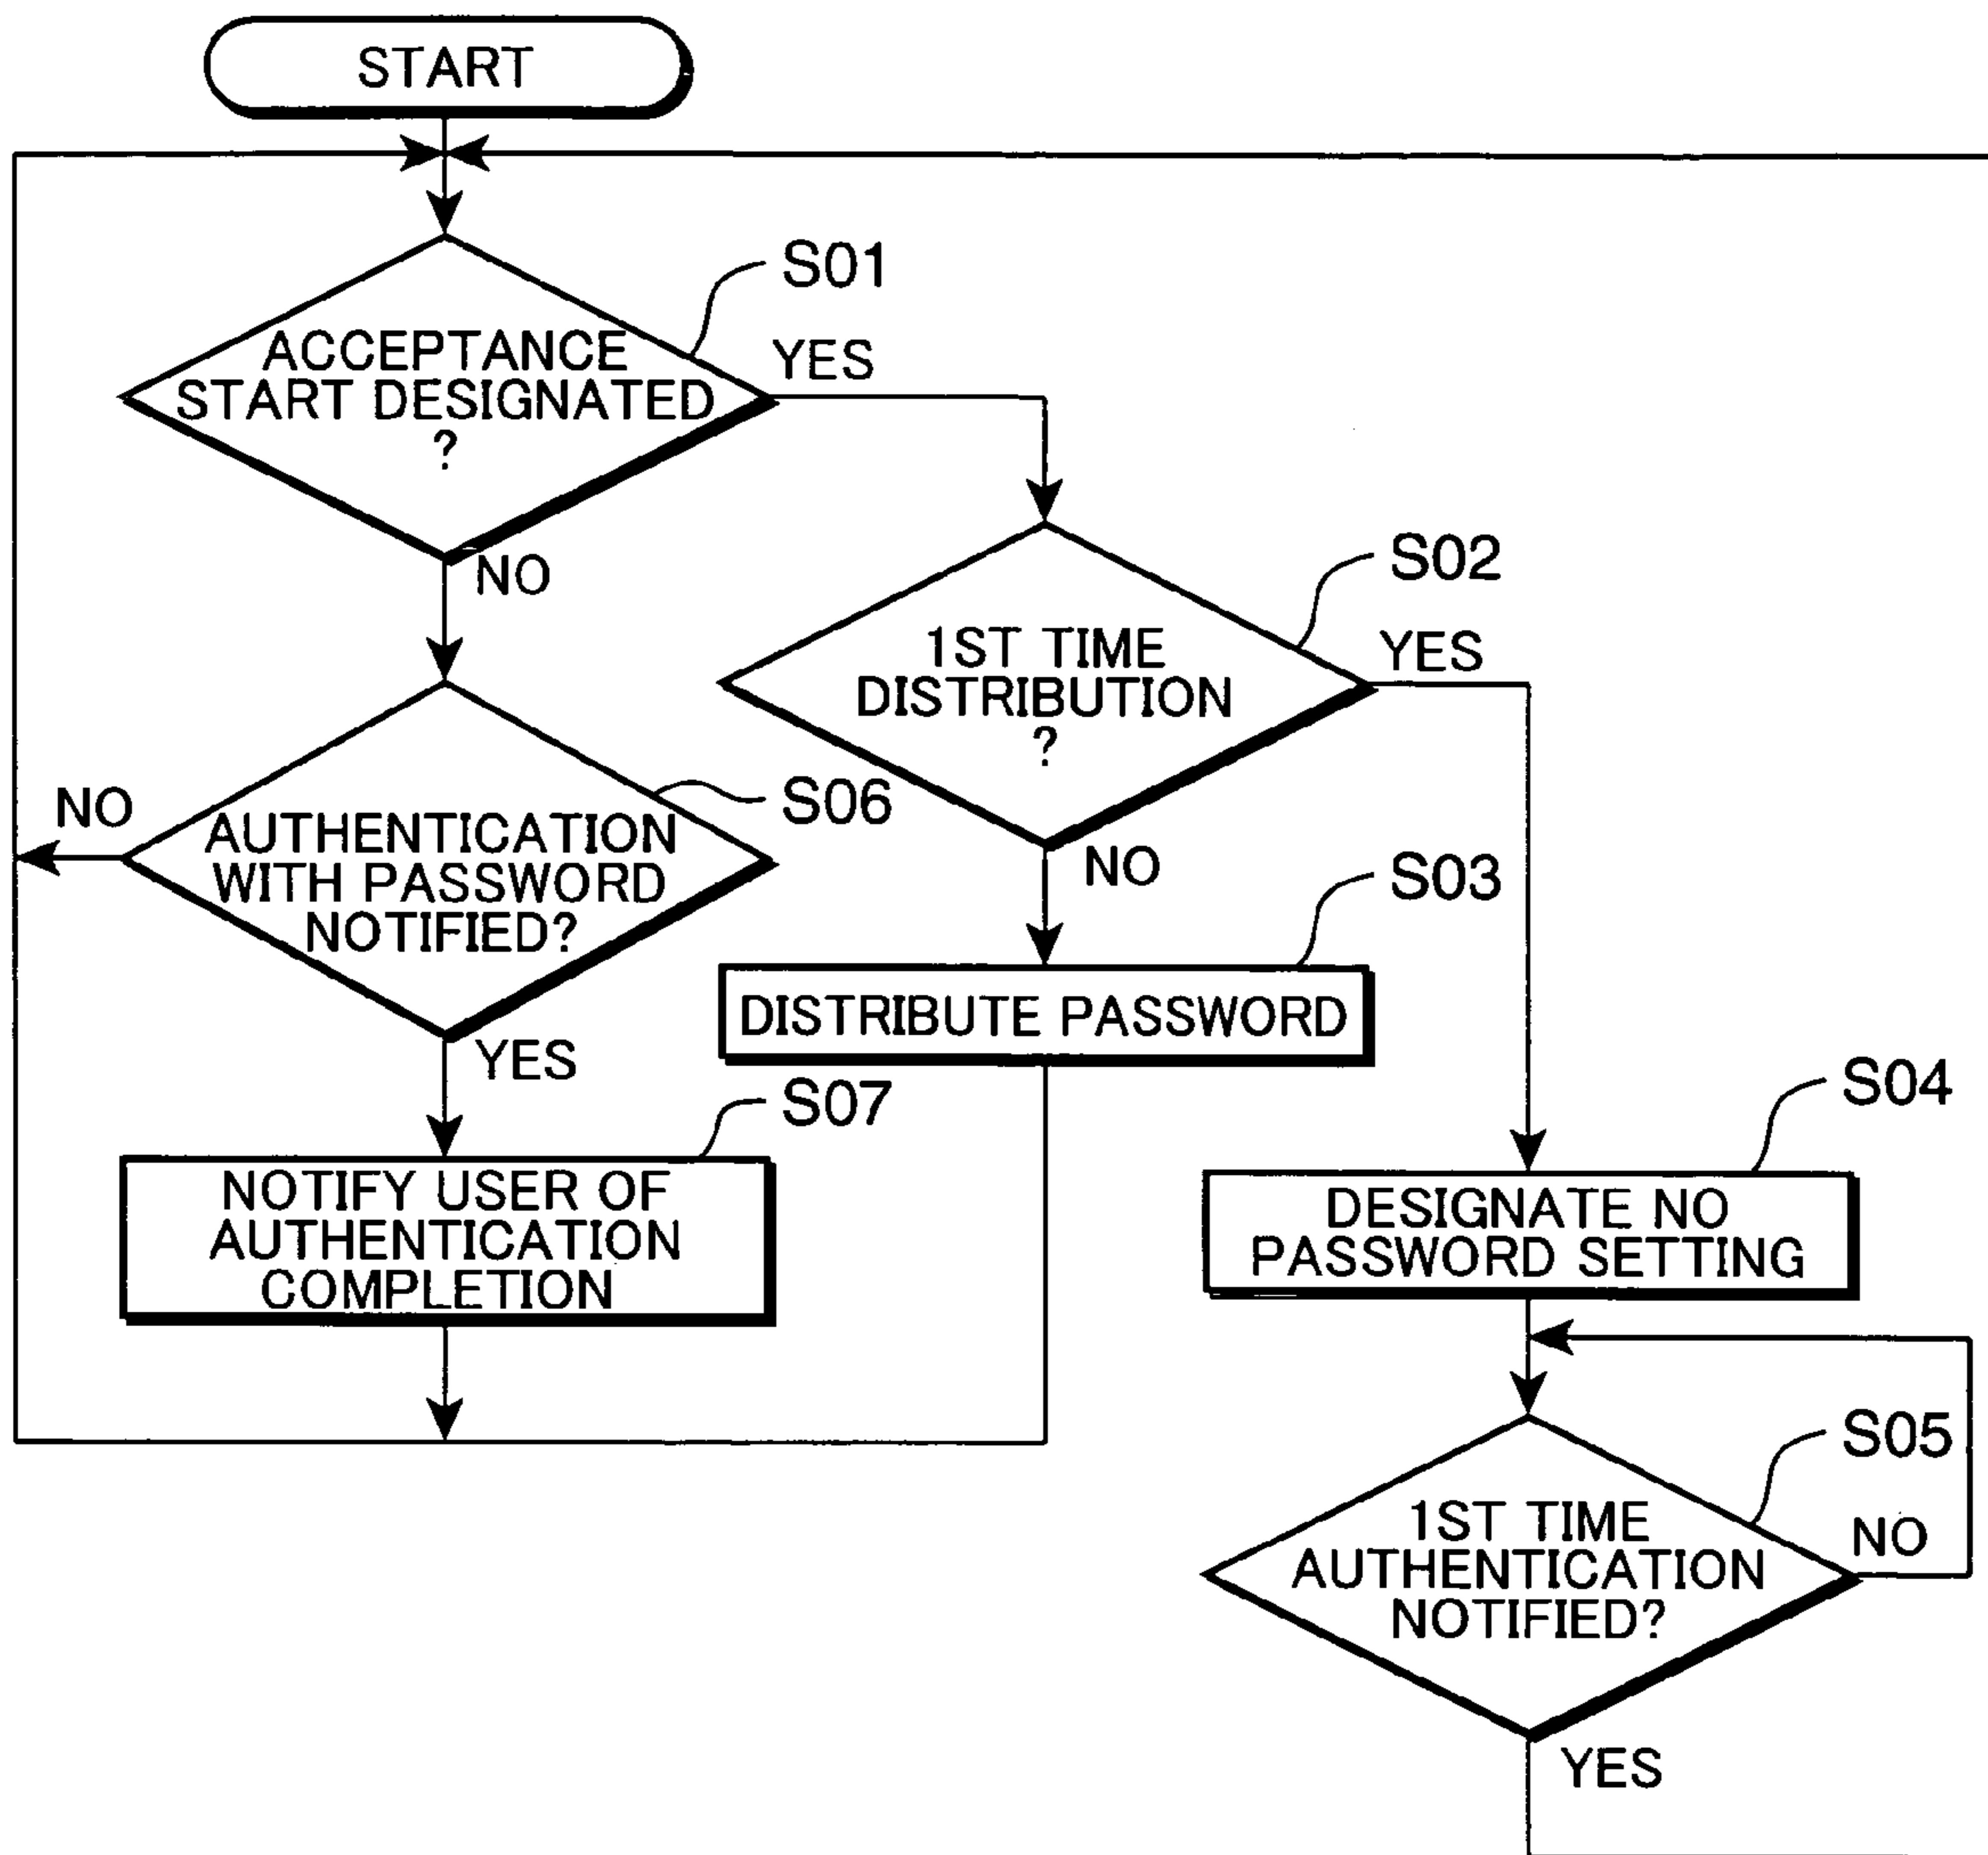 START
S01
ACCEPTANCE
START DESIGNATED
?
YES
NO
S02
1ST TIME
DISTRIBUTION
?
YES
NO
S06
AUTHENTICATION
WITH PASSWORD
NOTIFIED?
NO
YES
S03
DISTRIBUTE PASSWORD
S07
NOTIFY USER OF
AUTHENTICATION
COMPLETION
S04
DESIGNATE NO
PASSWORD SETTING
S05
1ST TIME
AUTHENTICATION
NOTIFIED?
NO
YES